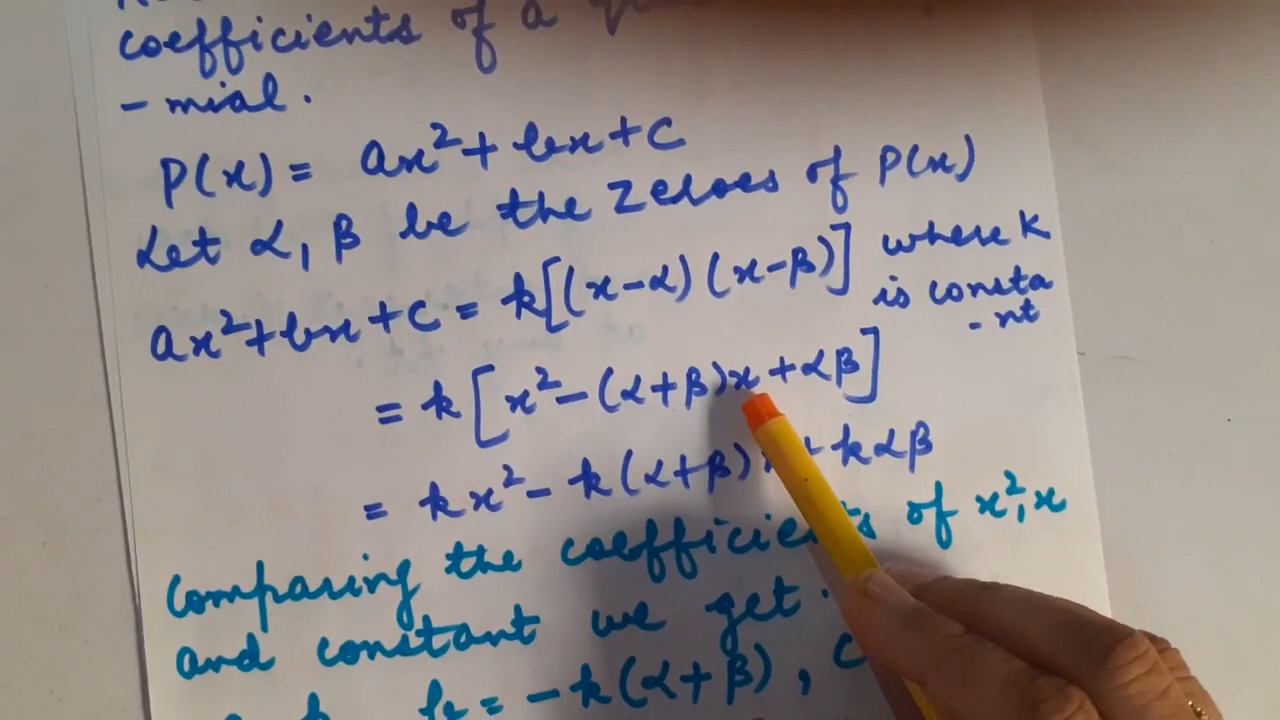 coefficients of a
- mial.
P(x) = ax²+bx+c
Let α, β be the zeroes of P(x)
ax²+bx+c = k[(x-α)(x-β)] where k
is consta
- nt
= k[x²-(α+β)x+αβ]
= kx²- k(α+β)x+kαβ
Comparing the coefficients of x²,x
and constant we get.
b = -k(α+β), c